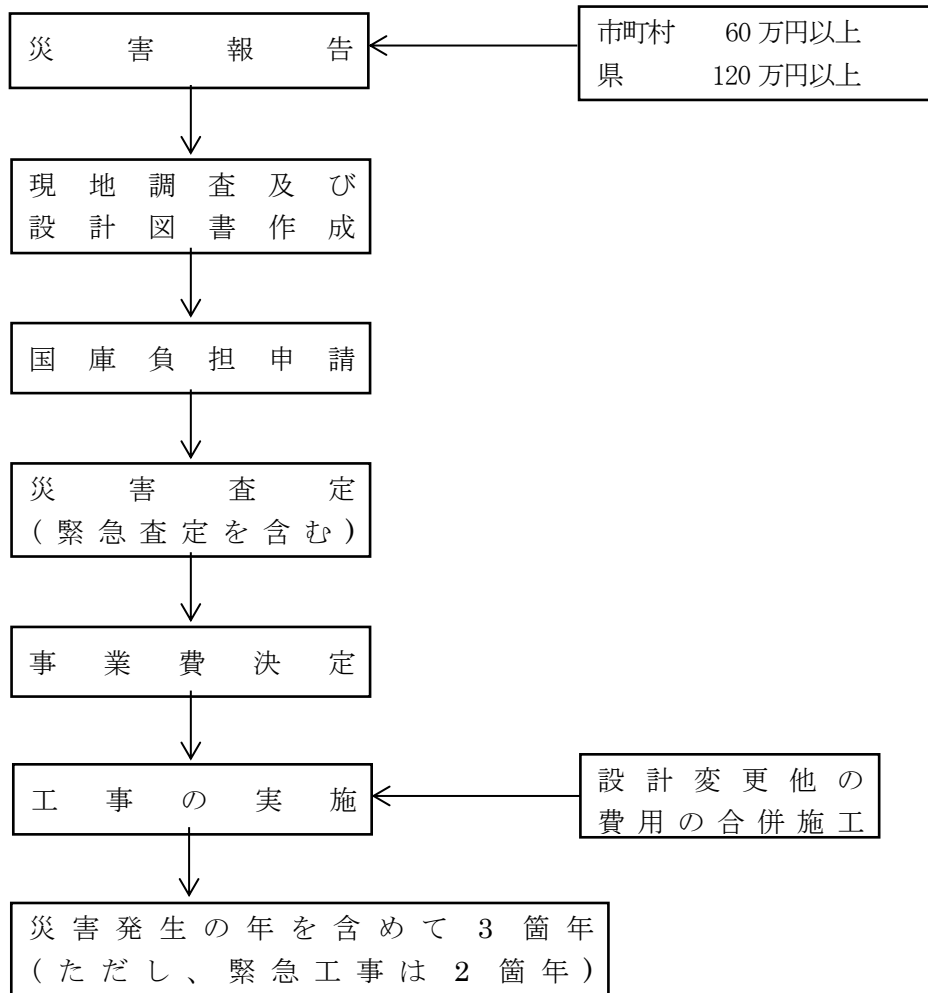 災害報告
市町村 60万円以上
県 120万円以上
現地調査及び
設計図書作成
国庫負担申請
災害査定
(緊急査定を含む)
事業費決定
工事の実施
設計変更他の
費用の合併施工
災害発生の年を含めて3箇年
(ただし、緊急工事は2箇年)